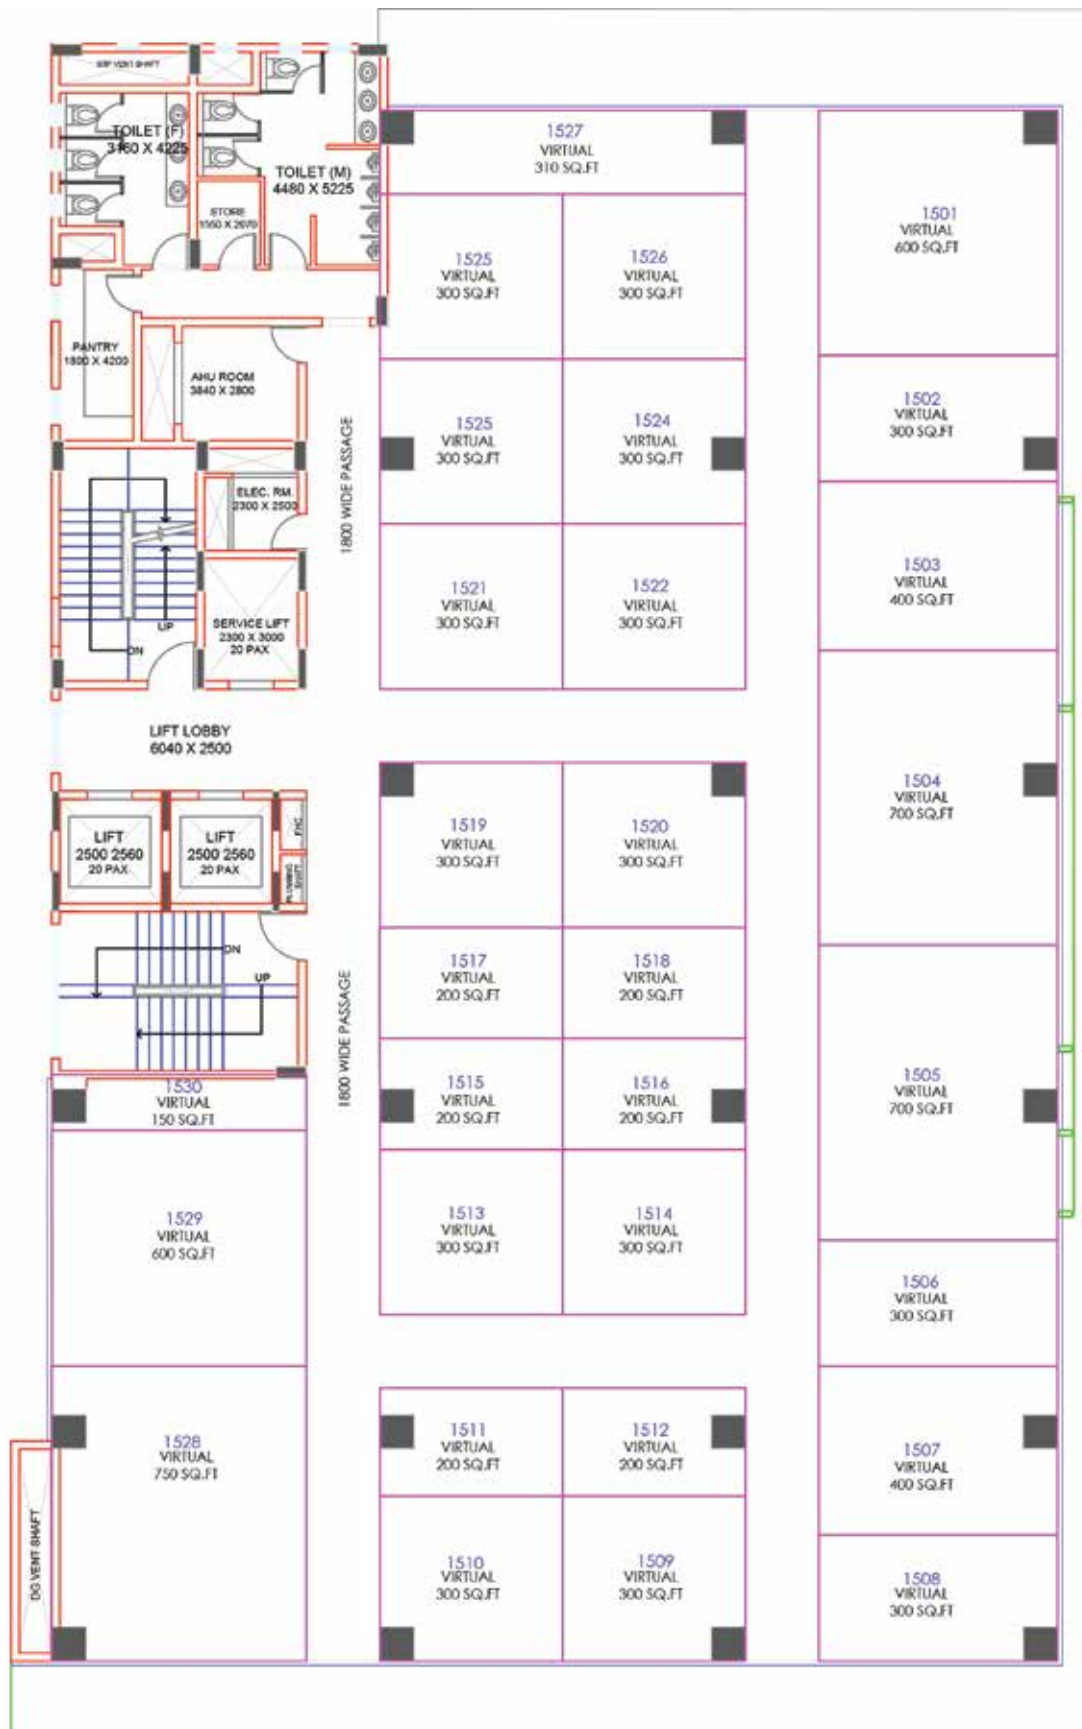 SRP VENT SHAFT
TOILET (F)
3160 X 4225
TOILET (M)
4480 X 5225
STORE
1550 X 2070
PANTRY
1800 X 4200
AHU ROOM
3840 X 2800
ELEC. RM.
2300 X 2500
SERVICE LIFT
2300 X 3000
20 PAX
UP
DN
LIFT LOBBY
6040 X 2500
LIFT
2500 2560
20 PAX
LIFT
2500 2560
20 PAX
FHC
PLUMBING
SHAFT
DN
UP
1530
VIRTUAL
150 SQ.FT
1529
VIRTUAL
600 SQ.FT
1528
VIRTUAL
750 SQ.FT
DG VENT SHAFT
1800 WIDE PASSAGE
1800 WIDE PASSAGE
1527
VIRTUAL
310 SQ.FT
1525
VIRTUAL
300 SQ.FT
1526
VIRTUAL
300 SQ.FT
1525
VIRTUAL
300 SQ.FT
1524
VIRTUAL
300 SQ.FT
1521
VIRTUAL
300 SQ.FT
1522
VIRTUAL
300 SQ.FT
1519
VIRTUAL
300 SQ.FT
1520
VIRTUAL
300 SQ.FT
1517
VIRTUAL
200 SQ.FT
1518
VIRTUAL
200 SQ.FT
1515
VIRTUAL
200 SQ.FT
1516
VIRTUAL
200 SQ.FT
1513
VIRTUAL
300 SQ.FT
1514
VIRTUAL
300 SQ.FT
1511
VIRTUAL
200 SQ.FT
1512
VIRTUAL
200 SQ.FT
1510
VIRTUAL
300 SQ.FT
1509
VIRTUAL
300 SQ.FT
1501
VIRTUAL
600 SQ.FT
1502
VIRTUAL
300 SQ.FT
1503
VIRTUAL
400 SQ.FT
1504
VIRTUAL
700 SQ.FT
1505
VIRTUAL
700 SQ.FT
1506
VIRTUAL
300 SQ.FT
1507
VIRTUAL
400 SQ.FT
1508
VIRTUAL
300 SQ.FT